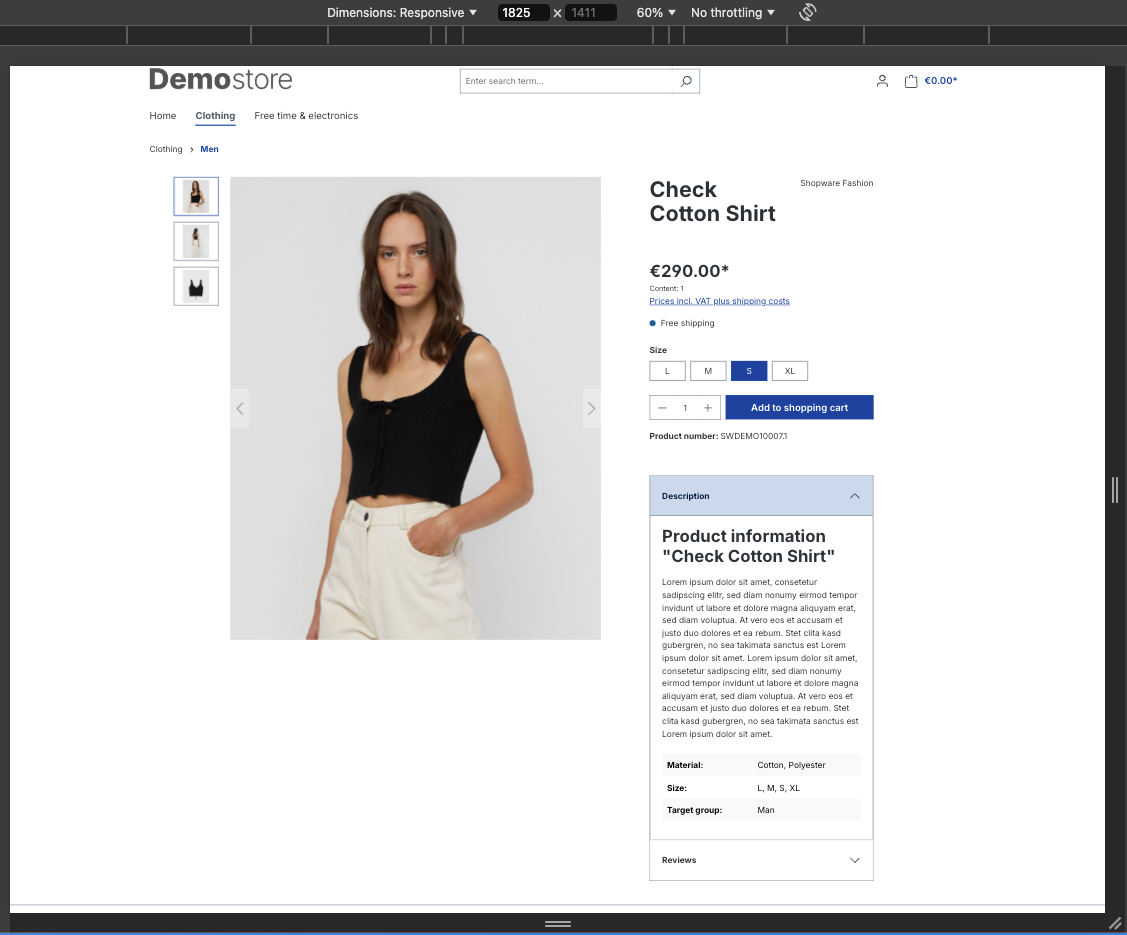 Dimensions: Responsive ▼ 1825 × 1411 60% ▼ No throttling ▼
Demostore
Enter search term...
€0.00*
Home Clothing Free time & electronics
Clothing › Men
Check
Cotton Shirt
Shopware Fashion
€290.00*
Content: 1
Prices incl. VAT plus shipping costs
Free shipping
Size
L M S XL
— 1 + Add to shopping cart
Product number: SWDEMO10007.1
Description
Product information
"Check Cotton Shirt"
Lorem ipsum dolor sit amet, consetetur
sadipscing elitr, sed diam nonumy eirmod tempor
invidunt ut labore et dolore magna aliquyam erat,
sed diam voluptua. At vero eos et accusam et
justo duo dolores et ea rebum. Stet clita kasd
gubergren, no sea takimata sanctus est Lorem
ipsum dolor sit amet. Lorem ipsum dolor sit amet,
consetetur sadipscing elitr, sed diam nonumy
eirmod tempor invidunt ut labore et dolore magna
aliquyam erat, sed diam voluptua. At vero eos et
accusam et justo duo dolores et ea rebum. Stet
clita kasd gubergren, no sea takimata sanctus est
Lorem ipsum dolor sit amet.
Material: Cotton, Polyester
Size: L, M, S, XL
Target group: Man
Reviews